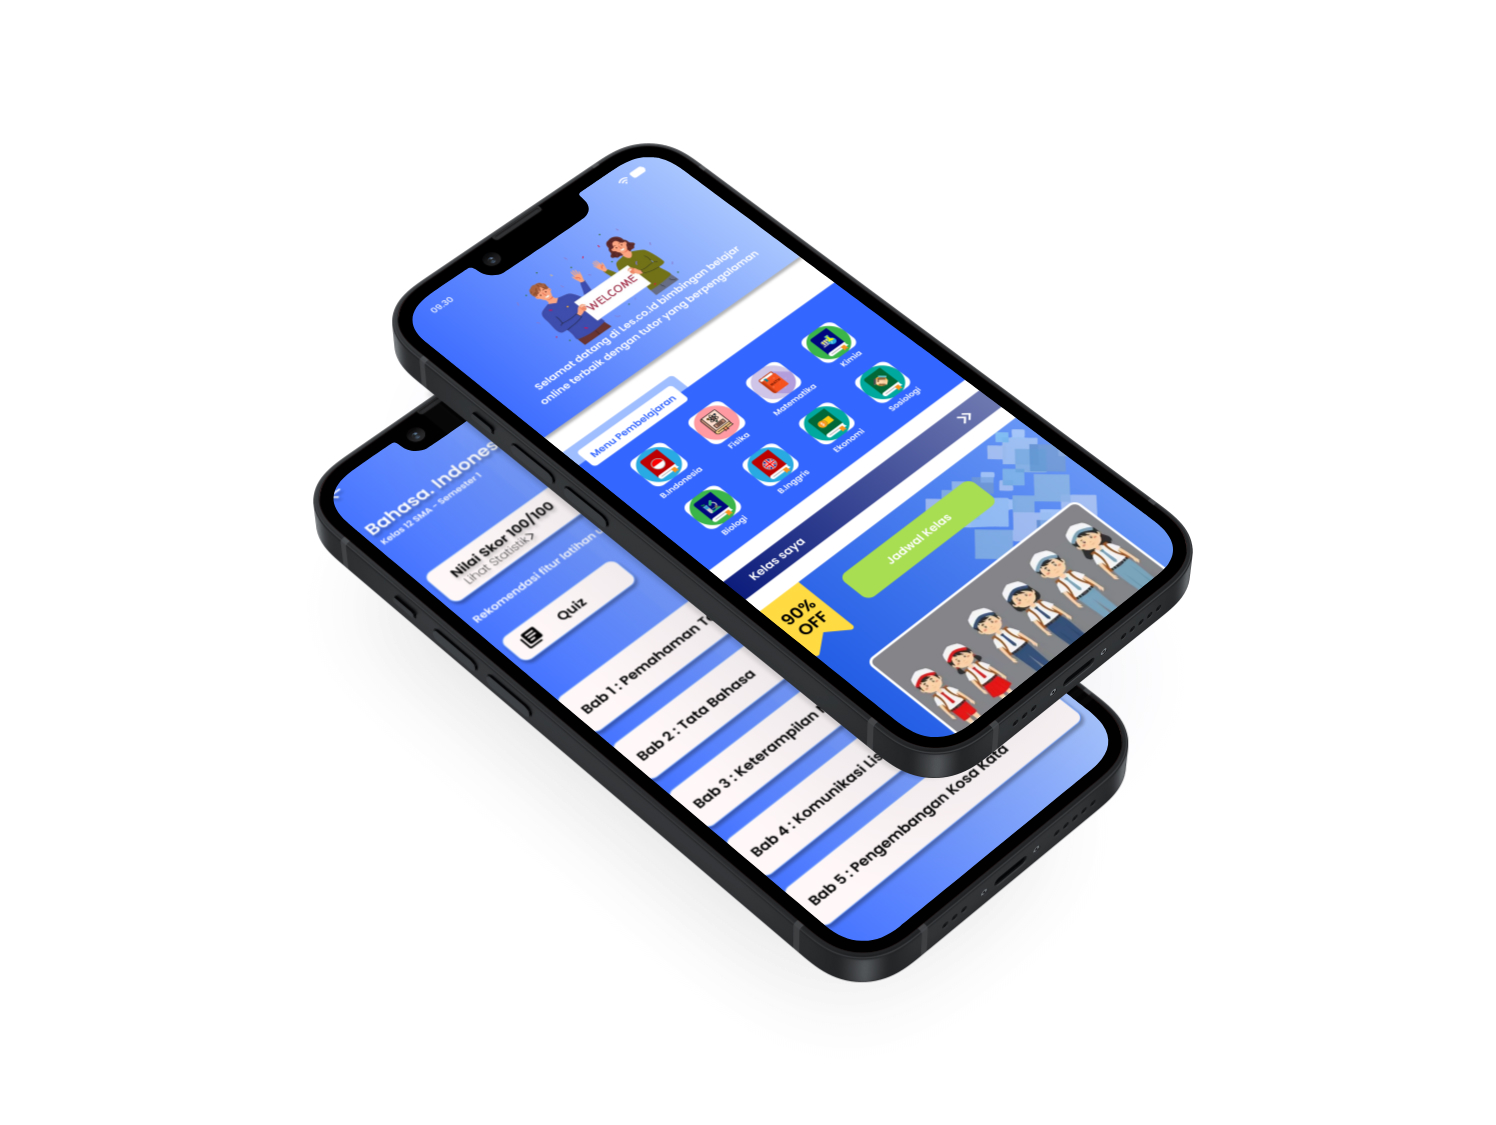 09.30
WELCOME
Selamat datang di Les.co.id bimbingan belajar
online terbaik dengan tutor yang berpengalaman
Menu Pembelajaran
B.Indonesia
Fisika
Matematika
Kimia
Biologi
B.Inggris
Ekonomi
Sosiologi
Kelas saya
90%
OFF
Jadwal Kelas
Bahasa. Indones
Kelas 12 SMA - Semester 1
Nilai Skor 100/100
Lihat Statistik>
Rekomendasi fitur latihan
Quiz
Bab 1 : Pemahaman T
Bab 2 : Tata Bahasa
Bab 3 : Keterampilan
Bab 4 : Komunikasi Lis
Bab 5 : Pengembangan Kosa Kata